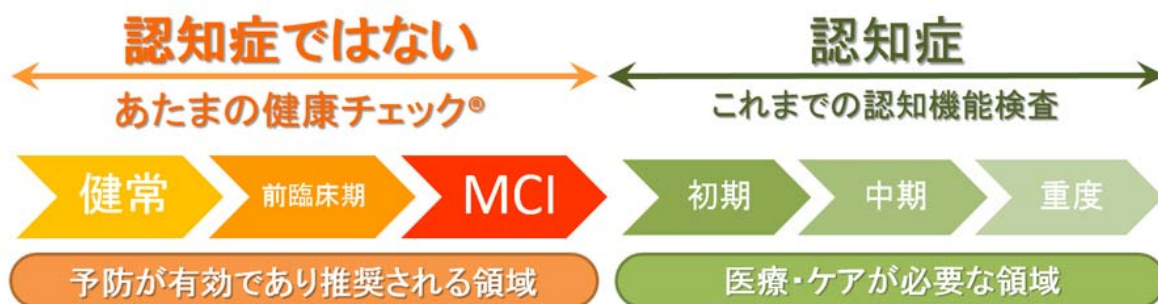 認知症ではない
認知症
あたまの健康チェック®
これまでの認知機能検査
健常
前臨床期
MCI
初期
中期
重度
予防が有効であり推奨される領域
医療・ケアが必要な領域